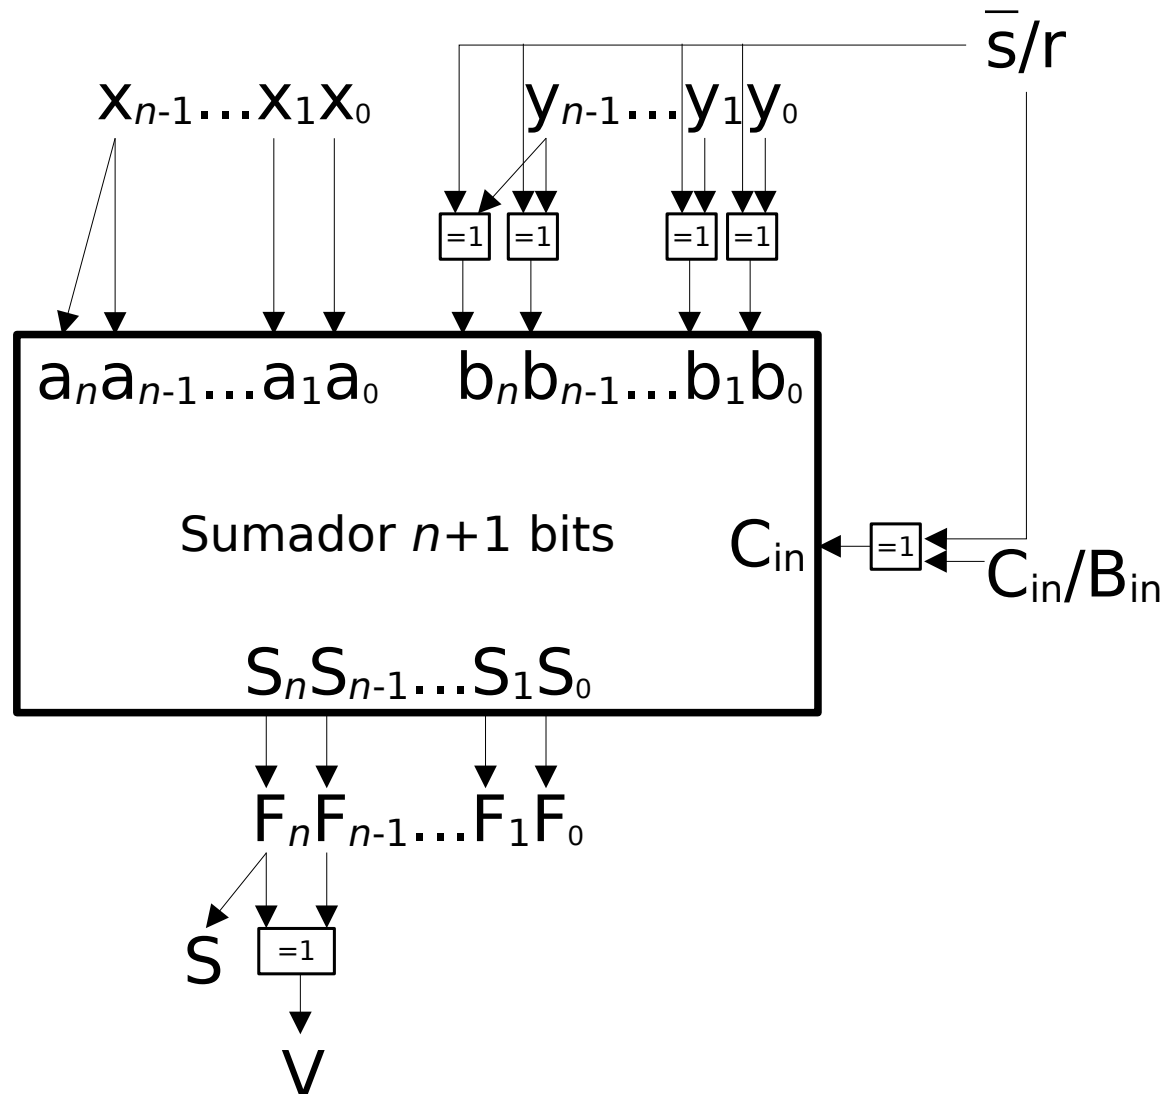 s̅/r
xₙ₋₁...x₁x₀ yₙ₋₁...y₁y₀
=1 =1 =1 =1
aₙaₙ₋₁...a₁a₀ bₙbₙ₋₁...b₁b₀
Sumador n+1 bits
Cᵢₙ =1
Cᵢₙ/Bᵢₙ
SₙSₙ₋₁...S₁S₀
FₙFₙ₋₁...F₁F₀
S =1
V